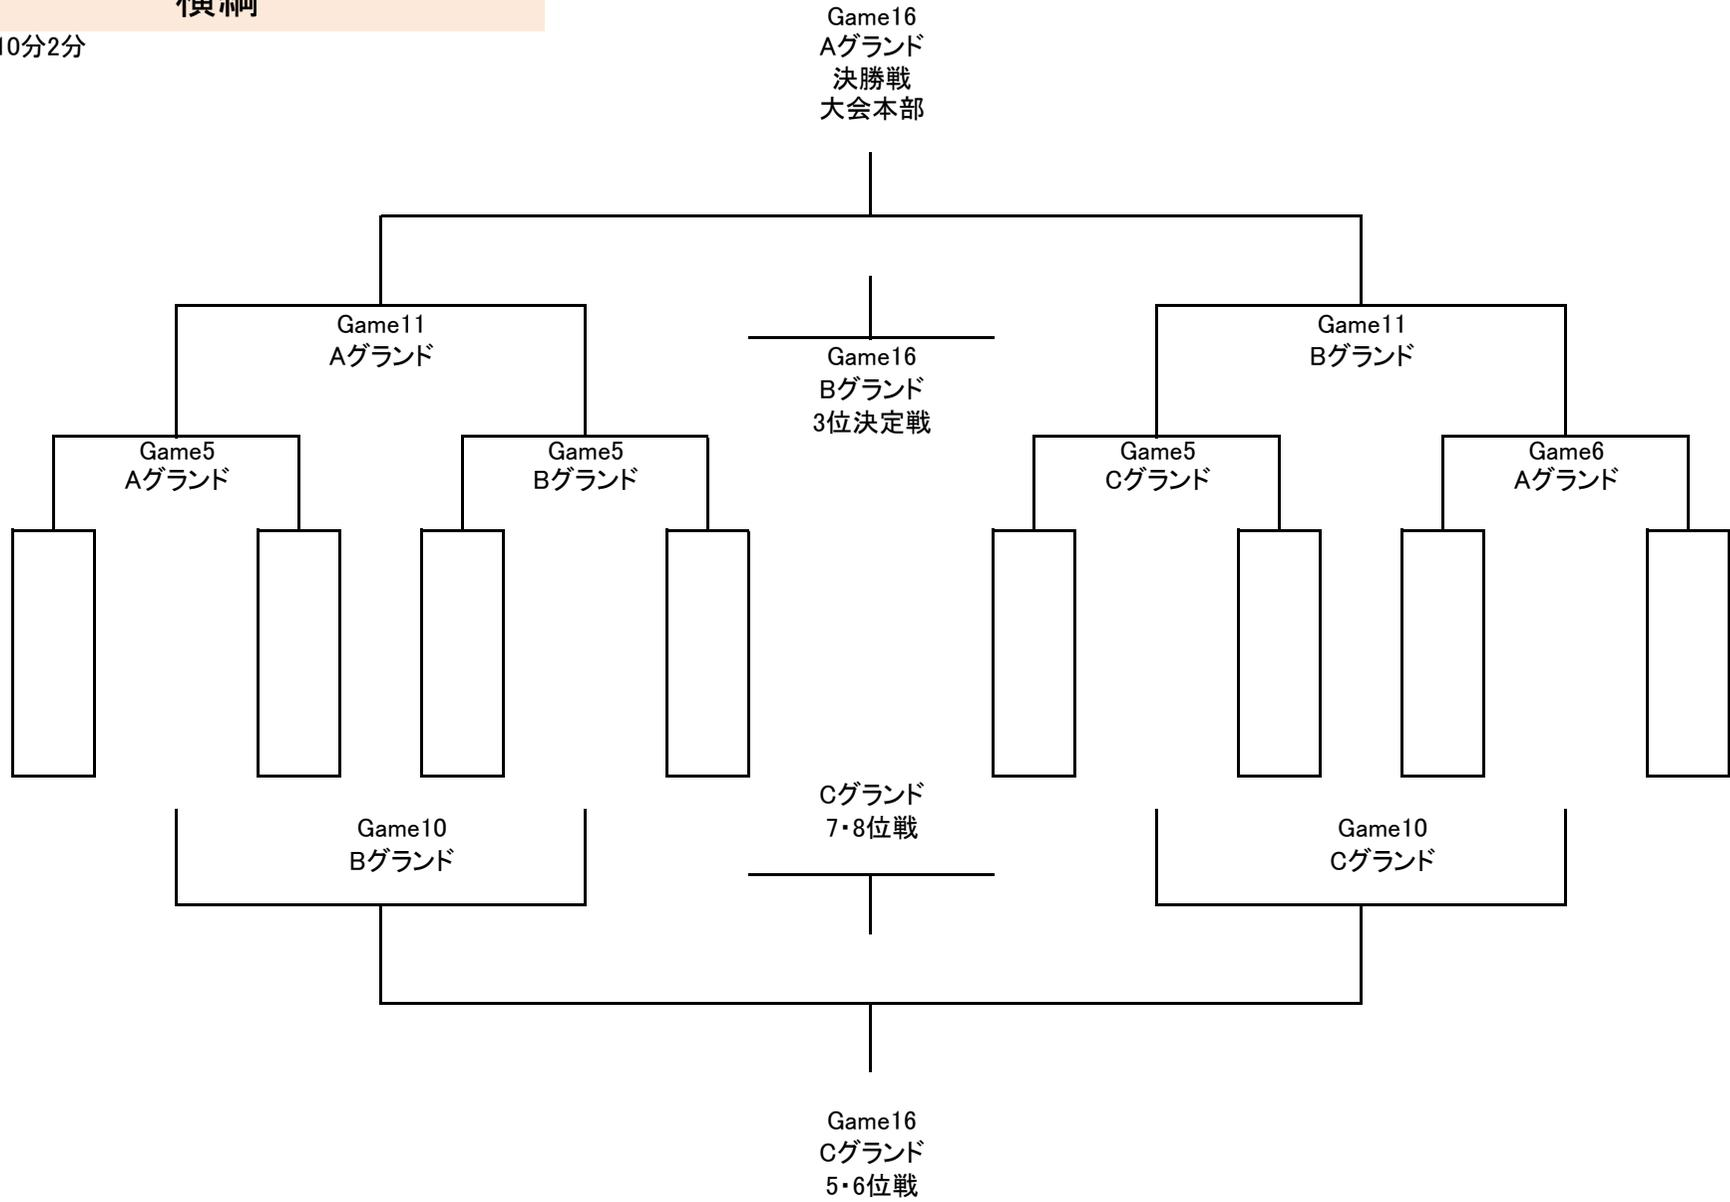 横綱
10分2分
Game16
Aグランド
決勝戦
大会本部
Game11
Aグランド
Game11
Bグランド
Game16
Bグランド
3位決定戦
Game5
Aグランド
Game5
Bグランド
Game5
Cグランド
Game6
Aグランド
Cグランド
7・8位戦
Game10
Bグランド
Game10
Cグランド
Game16
Cグランド
5・6位戦